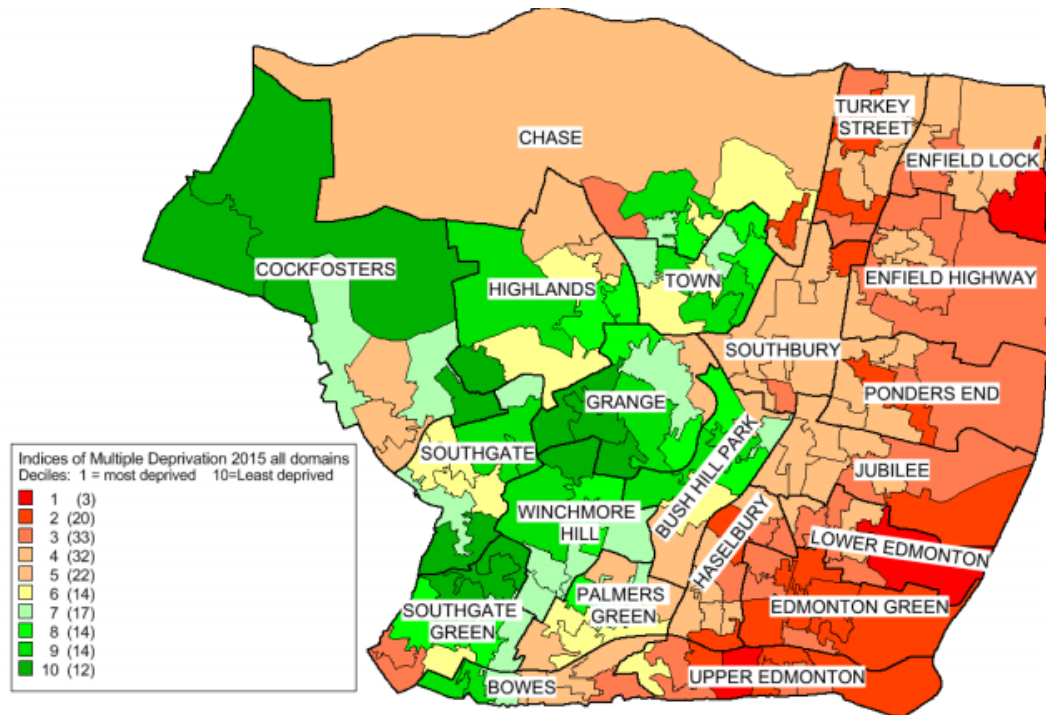 CHASE
TURKEY
STREET
ENFIELD LOCK
COCKFOSTERS
HIGHLANDS
TOWN
ENFIELD HIGHWAY
SOUTHBURY
GRANGE
PONDERS END
BUSH HILL PARK
SOUTHGATE
JUBILEE
WINCHMORE
HILL
HASELBURY
LOWER EDMONTON
PALMERS
GREEN
EDMONTON GREEN
SOUTHGATE
GREEN
UPPER EDMONTON
BOWES
Indices of Multiple Deprivation 2015 all domains
Deciles: 1 = most deprived 10=Least deprived
1 (3)
2 (20)
3 (33)
4 (32)
5 (22)
6 (14)
7 (17)
8 (14)
9 (14)
10 (12)